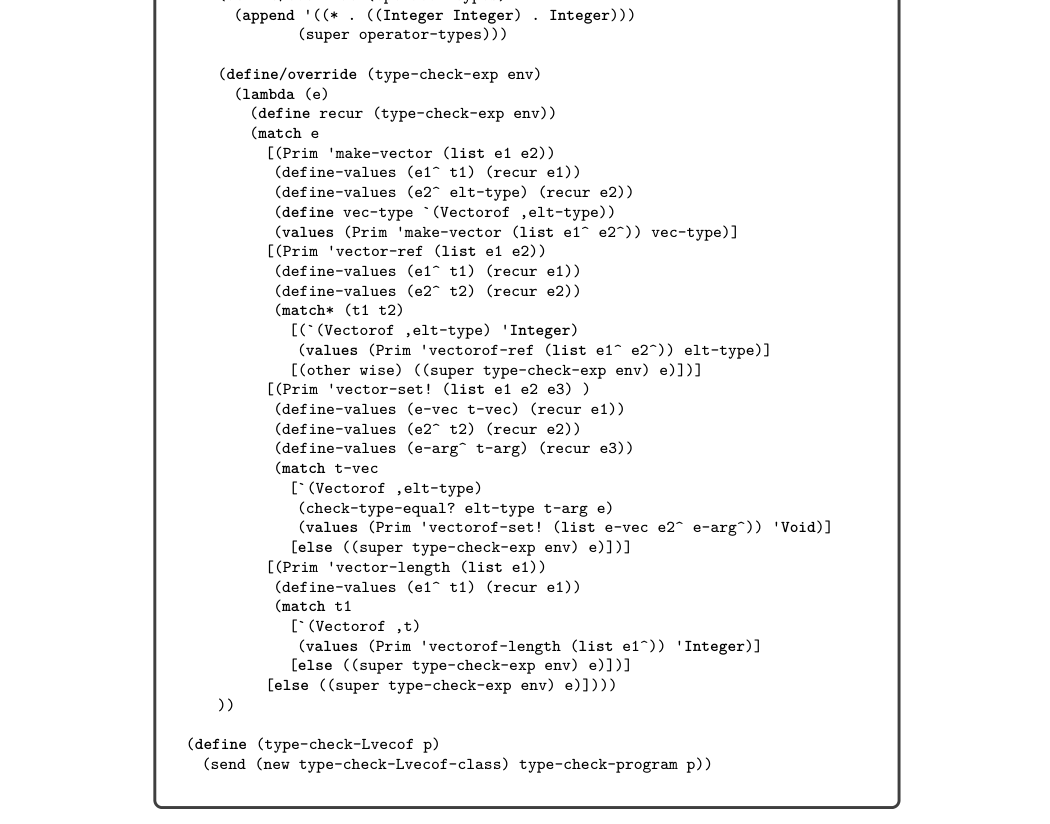 (append '((* . ((Integer Integer) . Integer)))
(super operator-types)))
(define/override (type-check-exp env)
(lambda (e)
(define recur (type-check-exp env))
(match e
[(Prim 'make-vector (list e1 e2))
(define-values (e1^ t1) (recur e1))
(define-values (e2^ elt-type) (recur e2))
(define vec-type `(Vectorof ,elt-type))
(values (Prim 'make-vector (list e1^ e2^)) vec-type)]
[(Prim 'vector-ref (list e1 e2))
(define-values (e1^ t1) (recur e1))
(define-values (e2^ t2) (recur e2))
(match* (t1 t2)
[(`(Vectorof ,elt-type) 'Integer)
(values (Prim 'vectorof-ref (list e1^ e2^)) elt-type)]
[(other wise) ((super type-check-exp env) e)])]
[(Prim 'vector-set! (list e1 e2 e3) )
(define-values (e-vec t-vec) (recur e1))
(define-values (e2^ t2) (recur e2))
(define-values (e-arg^ t-arg) (recur e3))
(match t-vec
[`(Vectorof ,elt-type)
(check-type-equal? elt-type t-arg e)
(values (Prim 'vectorof-set! (list e-vec e2^ e-arg^)) 'Void)]
[else ((super type-check-exp env) e)])]
[(Prim 'vector-length (list e1))
(define-values (e1^ t1) (recur e1))
(match t1
[`(Vectorof ,t)
(values (Prim 'vectorof-length (list e1^)) 'Integer)]
[else ((super type-check-exp env) e)])]
[else ((super type-check-exp env) e)])))
))
(define (type-check-Lvecof p)
(send (new type-check-Lvecof-class) type-check-program p))